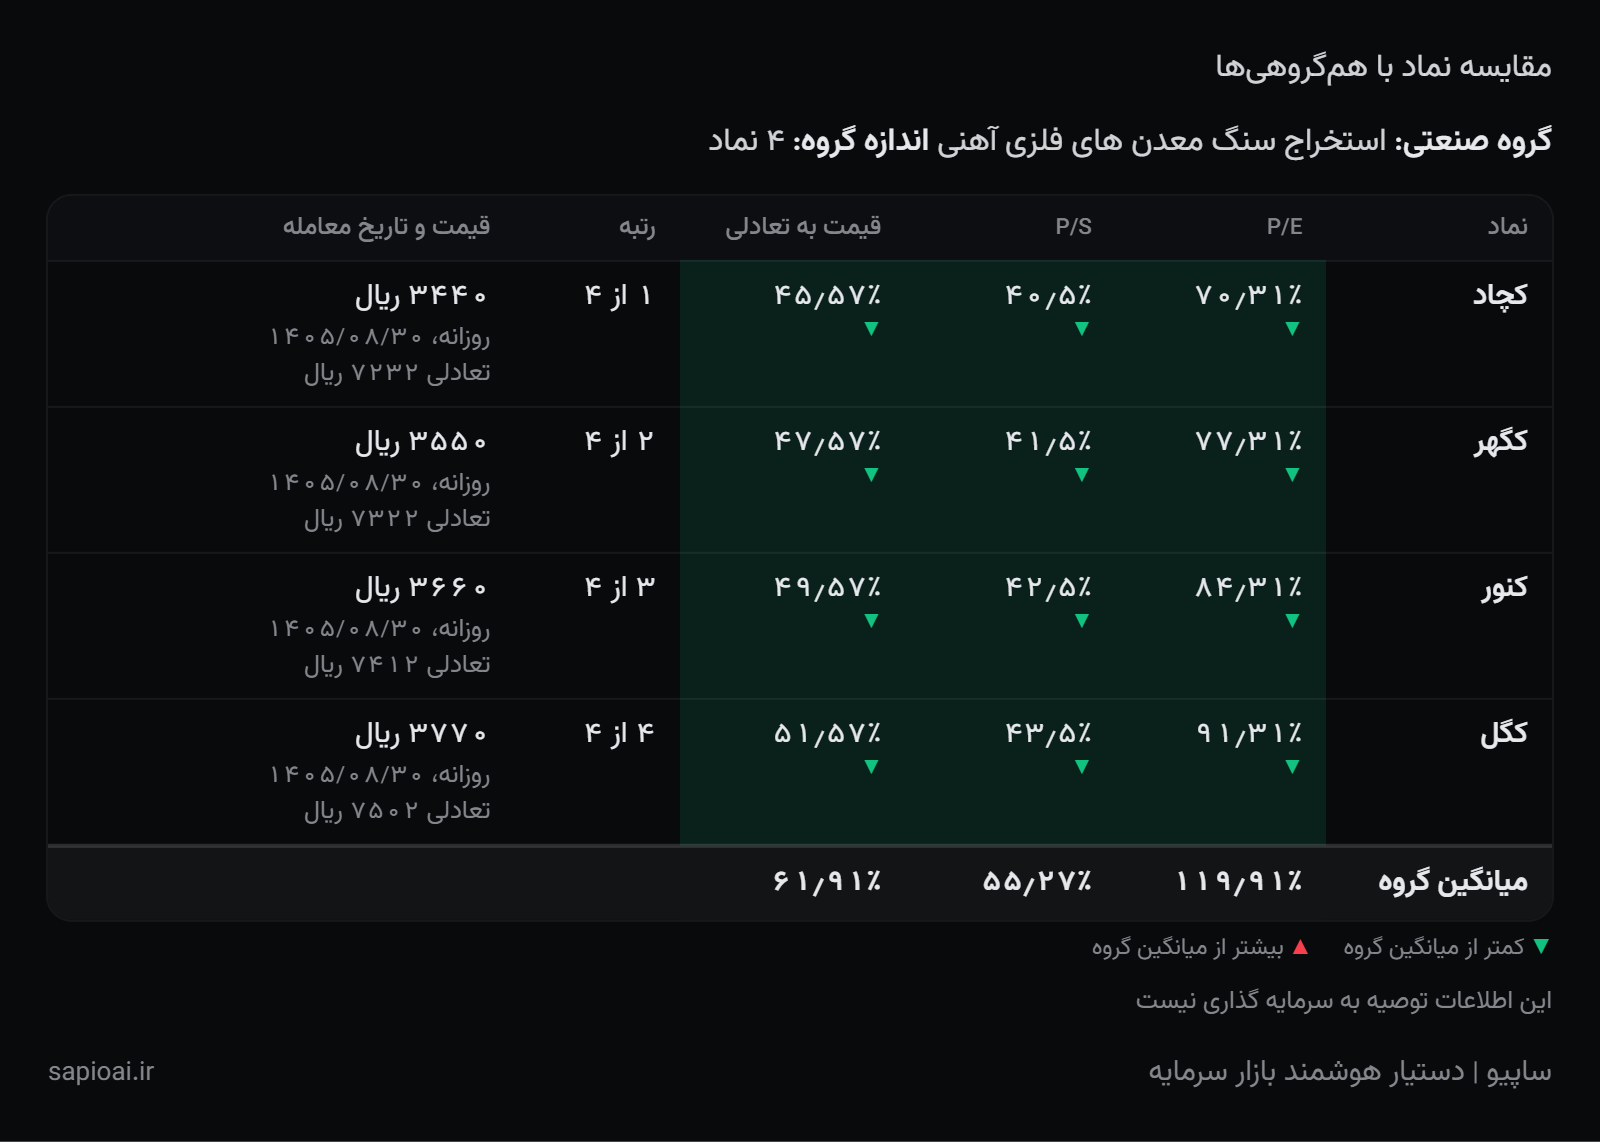 مقایسه نماد با هم‌گروهی‌ها
گروه صنعتی: استخراج سنگ معدن های فلزی آهنی اندازه گروه: ۴ نماد
نماد P/E P/S قیمت به تعادلی رتبه قیمت و تاریخ معامله
کچاد ۷۰٫۳۱٪ ۴۰٫۵٪ ۴۵٫۵۷٪ ۱ از ۴ ۳۴۴۰ ریال
▼ ▼ ▼ روزانه، ۱۴۰۵/۰۸/۳۰
تعادلی ۷۲۳۲ ریال
کگهر ۷۷٫۳۱٪ ۴۱٫۵٪ ۴۷٫۵۷٪ ۲ از ۴ ۳۵۵۰ ریال
▼ ▼ ▼ روزانه، ۱۴۰۵/۰۸/۳۰
تعادلی ۷۳۲۲ ریال
کنور ۸۴٫۳۱٪ ۴۲٫۵٪ ۴۹٫۵۷٪ ۳ از ۴ ۳۶۶۰ ریال
▼ ▼ ▼ روزانه، ۱۴۰۵/۰۸/۳۰
تعادلی ۷۴۱۲ ریال
کگل ۹۱٫۳۱٪ ۴۳٫۵٪ ۵۱٫۵۷٪ ۴ از ۴ ۳۷۷۰ ریال
▼ ▼ ▼ روزانه، ۱۴۰۵/۰۸/۳۰
تعادلی ۷۵۰۲ ریال
میانگین گروه ۱۱۹٫۹۱٪ ۵۵٫۲۷٪ ۶۱٫۹۱٪
▼ کمتر از میانگین گروه ▲ بیشتر از میانگین گروه
این اطلاعات توصیه به سرمایه گذاری نیست
ساپیو | دستیار هوشمند بازار سرمایه sapioai.ir